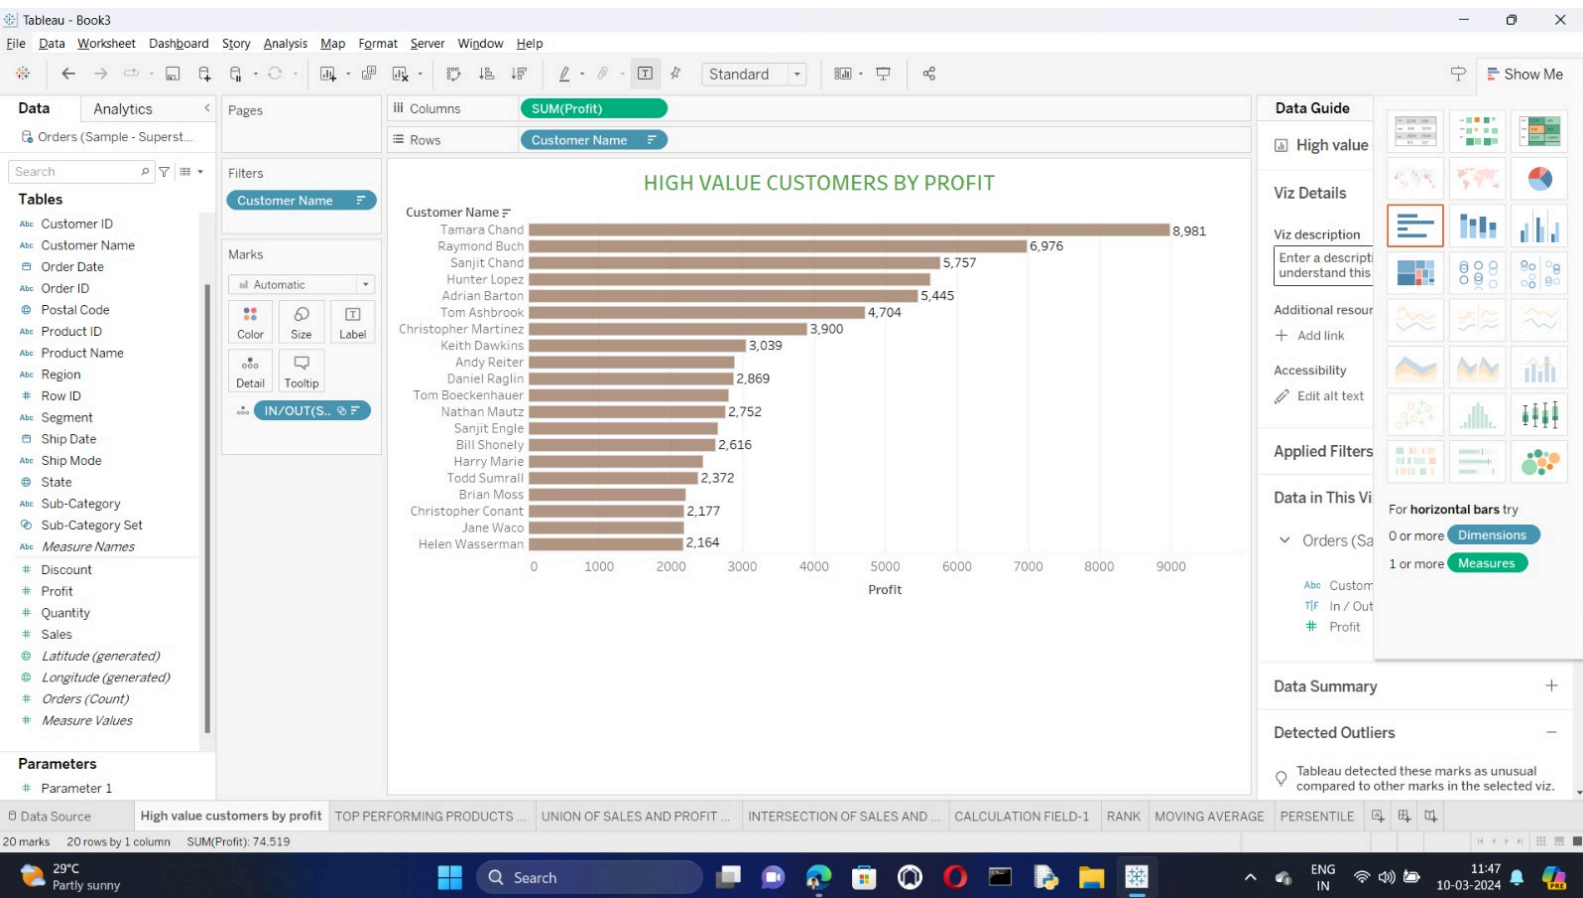 Tableau - Book3
File Data Worksheet Dashboard Story Analysis Map Format Server Window Help
Standard
Show Me
Data Analytics
Orders (Sample - Superst...
Search
Tables
Abc Customer ID
Abc Customer Name
Order Date
Abc Order ID
Postal Code
Abc Product ID
Abc Product Name
Abc Region
# Row ID
Abc Segment
Ship Date
Abc Ship Mode
State
Abc Sub-Category
Sub-Category Set
Abc Measure Names
# Discount
# Profit
# Quantity
# Sales
Latitude (generated)
Longitude (generated)
# Orders (Count)
# Measure Values
Parameters
# Parameter 1
Pages
Filters
Customer Name
Marks
Automatic
Color Size Label
Detail Tooltip
IN/OUT(S..
iii Columns SUM(Profit)
Rows Customer Name
HIGH VALUE CUSTOMERS BY PROFIT
Customer Name
Tamara Chand 8,981
Raymond Buch 6,976
Sanjit Chand 5,757
Hunter Lopez
Adrian Barton 5,445
Tom Ashbrook 4,704
Christopher Martinez 3,900
Keith Dawkins 3,039
Andy Reiter
Daniel Raglin 2,869
Tom Boeckenhauer
Nathan Mautz 2,752
Sanjit Engle
Bill Shonely 2,616
Harry Marie
Todd Sumrall 2,372
Brian Moss
Christopher Conant 2,177
Jane Waco
Helen Wasserman 2,164
0 1000 2000 3000 4000 5000 6000 7000 8000 9000
Profit
Data Guide
High value
Viz Details
Viz description
Enter a descripti
understand this
Additional resour
+ Add link
Accessibility
Edit alt text
Applied Filters
Data in This Vi
Orders (Sa
Abc Custom
T|F In / Out
# Profit
For horizontal bars try
0 or more Dimensions
1 or more Measures
Data Summary
Detected Outliers
Tableau detected these marks as unusual
compared to other marks in the selected viz.
Data Source High value customers by profit TOP PERFORMING PRODUCTS ... UNION OF SALES AND PROFIT ... INTERSECTION OF SALES AND ... CALCULATION FIELD-1 RANK MOVING AVERAGE PERSENTILE
20 marks 20 rows by 1 column SUM(Profit): 74,519
29°C
Partly sunny
Search
ENG
IN
11:47
10-03-2024
PRE